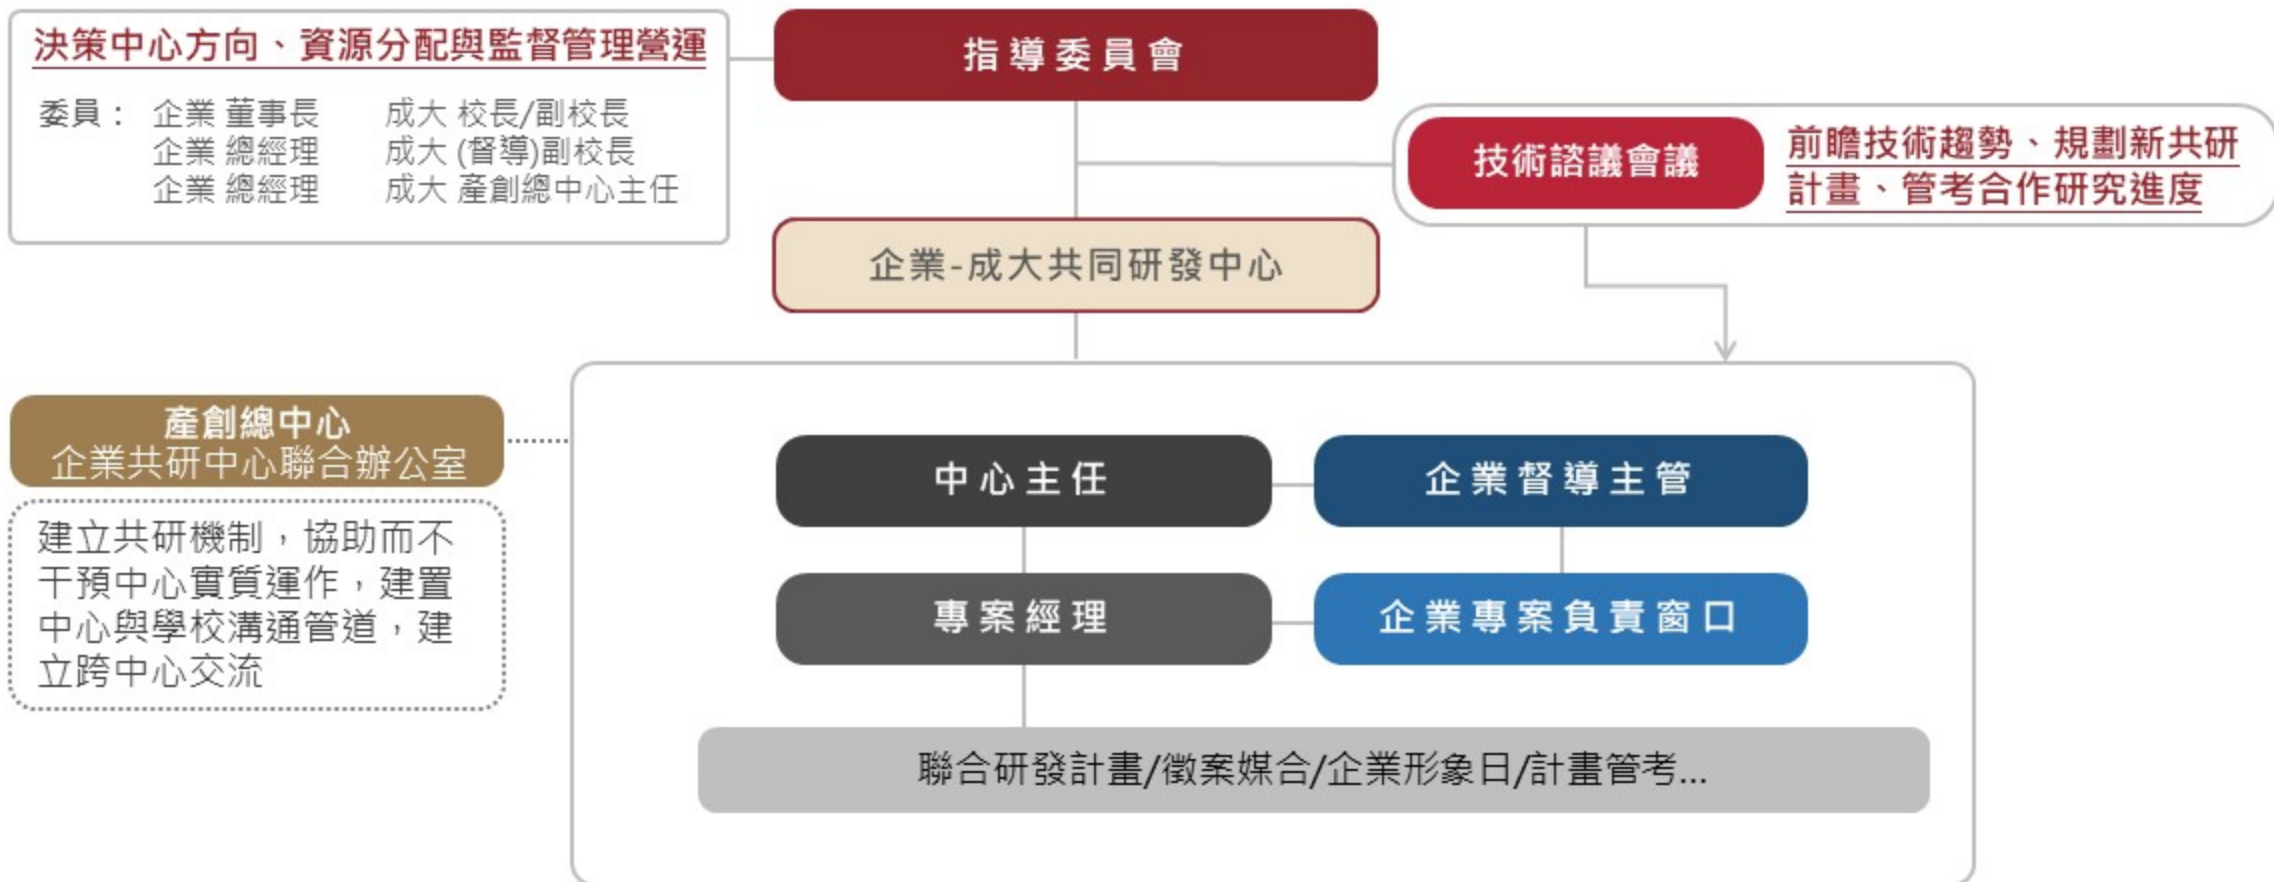 決策中心方向、資源分配與監督管理營運
委員： 企業 董事長 成大 校長/副校長
企業 總經理 成大 (督導)副校長
企業 總經理 成大 產創總中心主任
指導委員會
技術諮議會議
前瞻技術趨勢、規劃新共研
計畫、管考合作研究進度
企業-成大共同研發中心
產創總中心
企業共研中心聯合辦公室
建立共研機制，協助而不
干預中心實質運作，建置
中心與學校溝通管道，建
立跨中心交流
中心主任
企業督導主管
專案經理
企業專案負責窗口
聯合研發計畫/徵案媒合/企業形象日/計畫管考...